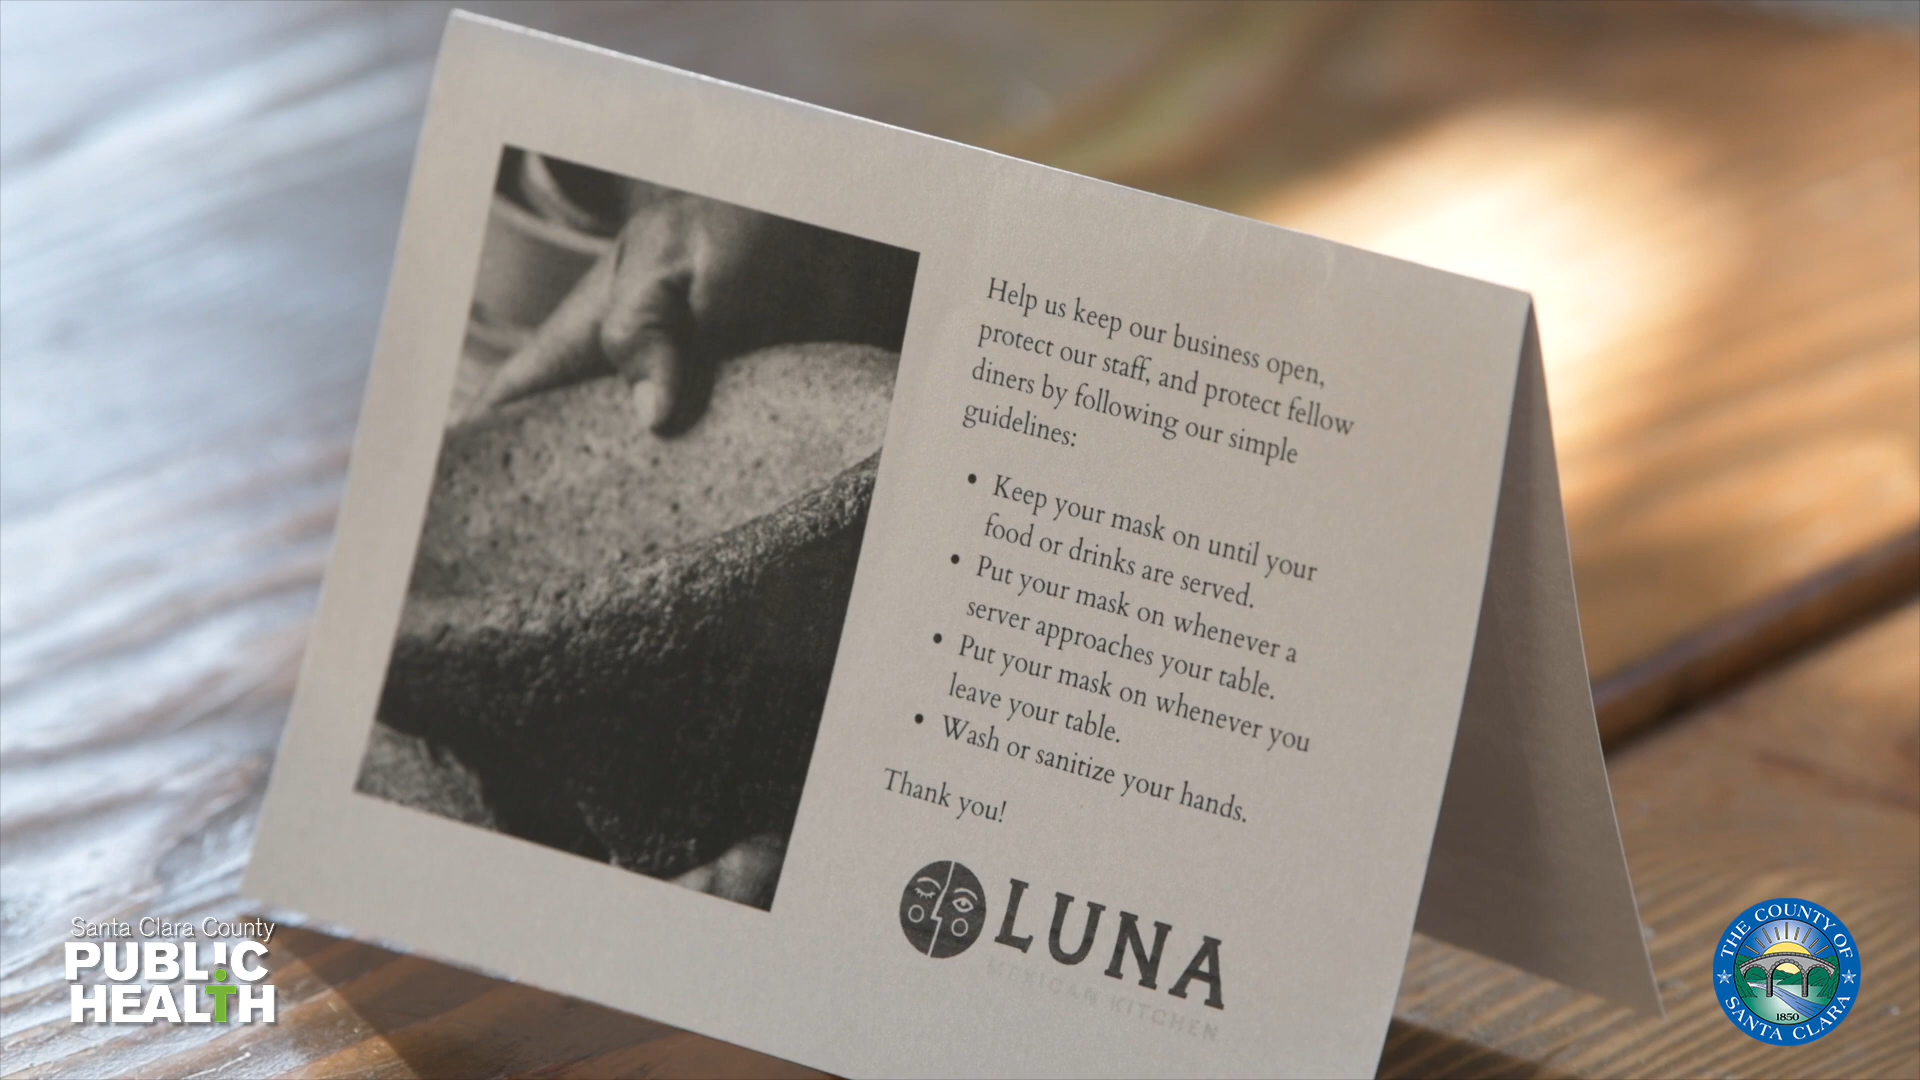 Help us keep our business open,
protect our staff, and protect fellow
diners by following our simple
guidelines:
• Keep your mask on until your
food or drinks are served.
• Put your mask on whenever a
server approaches your table.
• Put your mask on whenever you
leave your table.
• Wash or sanitize your hands.
Thank you!
LUNA
MEXICAN KITCHEN
Santa Clara County
PUBLIC
HEALTH
THE COUNTY OF
SANTA CLARA
1850